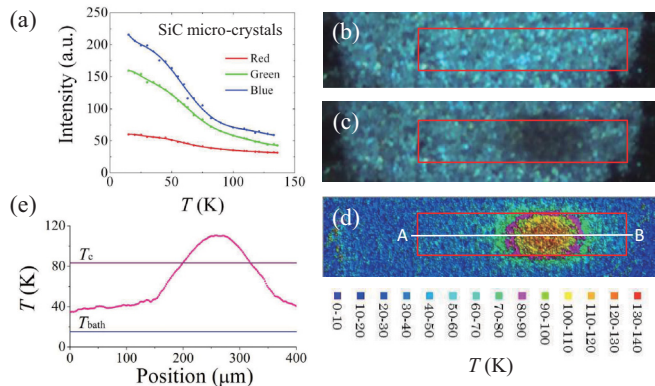 (a)
SiC micro-crystals
Red
Green
Blue
Intensity (a.u.)
250
200
150
100
50
0
0
50
100
150
T (K)
(b)
(c)
(d)
A
B
0-10
10-20
20-30
30-40
40-50
50-60
60-70
70-80
80-90
90-100
100-110
110-120
120-130
130-140
T (K)
(e)
T (K)
120
80
40
0
Tc
Tbath
0
100
200
300
400
Position (μm)